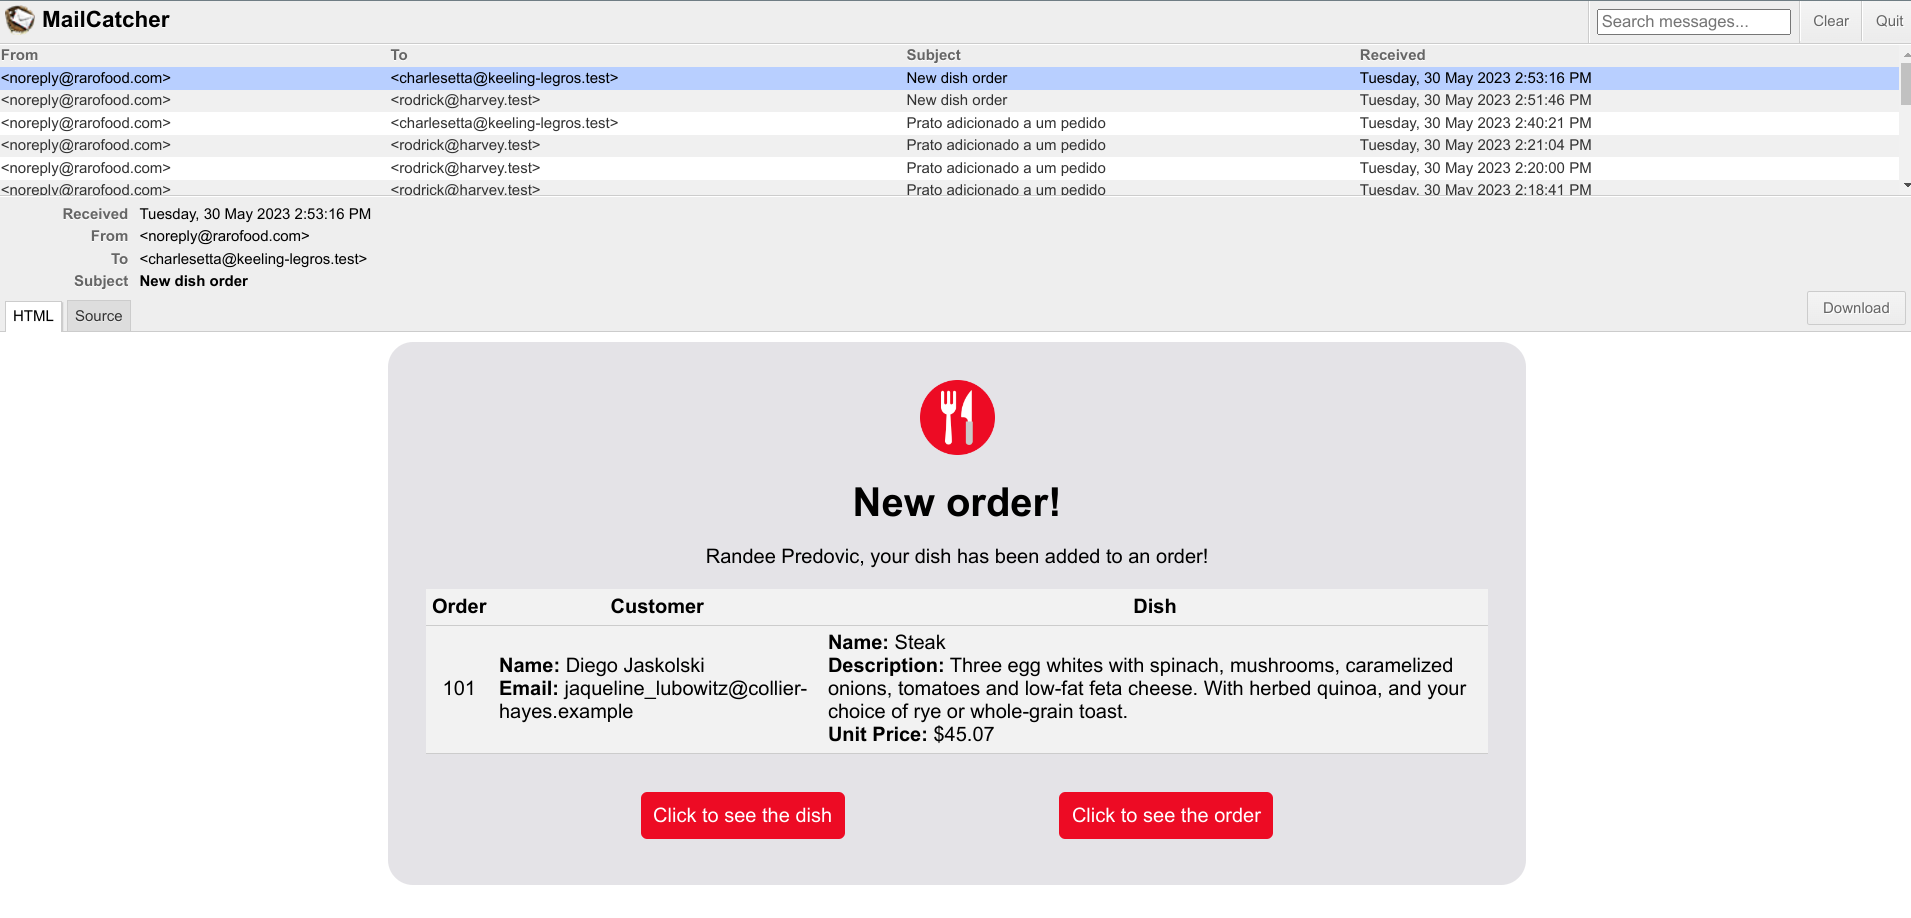 MailCatcher
Search messages... Clear Quit
From To Subject Received
<noreply@rarofood.com> <charlesetta@keeling-legros.test> New dish order Tuesday, 30 May 2023 2:53:16 PM
<noreply@rarofood.com> <rodrick@harvey.test> New dish order Tuesday, 30 May 2023 2:51:46 PM
<noreply@rarofood.com> <charlesetta@keeling-legros.test> Prato adicionado a um pedido Tuesday, 30 May 2023 2:40:21 PM
<noreply@rarofood.com> <rodrick@harvey.test> Prato adicionado a um pedido Tuesday, 30 May 2023 2:21:04 PM
<noreply@rarofood.com> <rodrick@harvey.test> Prato adicionado a um pedido Tuesday, 30 May 2023 2:20:00 PM
<noreply@rarofood.com> <rodrick@harvey.test> Prato adicionado a um pedido Tuesday, 30 May 2023 2:18:41 PM
Received Tuesday, 30 May 2023 2:53:16 PM
From <noreply@rarofood.com>
To <charlesetta@keeling-legros.test>
Subject New dish order
HTML Source Download
New order!
Randee Predovic, your dish has been added to an order!
Order Customer Dish
101
Name: Diego Jaskolski
Email: jaqueline_lubowitz@collier-
hayes.example
Name: Steak
Description: Three egg whites with spinach, mushrooms, caramelized
onions, tomatoes and low-fat feta cheese. With herbed quinoa, and your
choice of rye or whole-grain toast.
Unit Price: $45.07
Click to see the dish Click to see the order